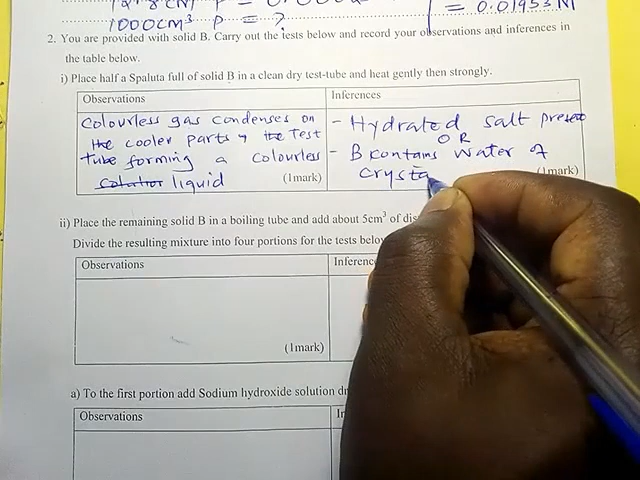 1000cm³ P = ?
= 0.01953 M
2. You are provided with solid B. Carry out the tests below and record your observations and inferences in
the table below.
i) Place half a Spaluta full of solid B in a clean dry test-tube and heat gently then strongly.
Observations
Inferences
Colourless gas condenses on
the cooler parts of the Test
tube forming a colourless
liquid (1mark)
- Hydrated salt present
OR
- B contains water of
crysta (1mark)
ii) Place the remaining solid B in a boiling tube and add about 5cm³ of dis
Divide the resulting mixture into four portions for the tests below
Observations
Inference
(1mark)
a) To the first portion add Sodium hydroxide solution dr
Observations
In